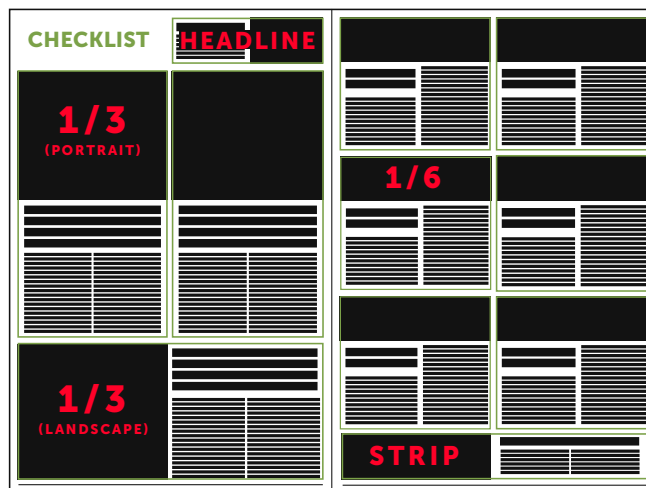 CHECKLIST
HEADLINE
1/3
(PORTRAIT)
1/3
(LANDSCAPE)
1/6
STRIP